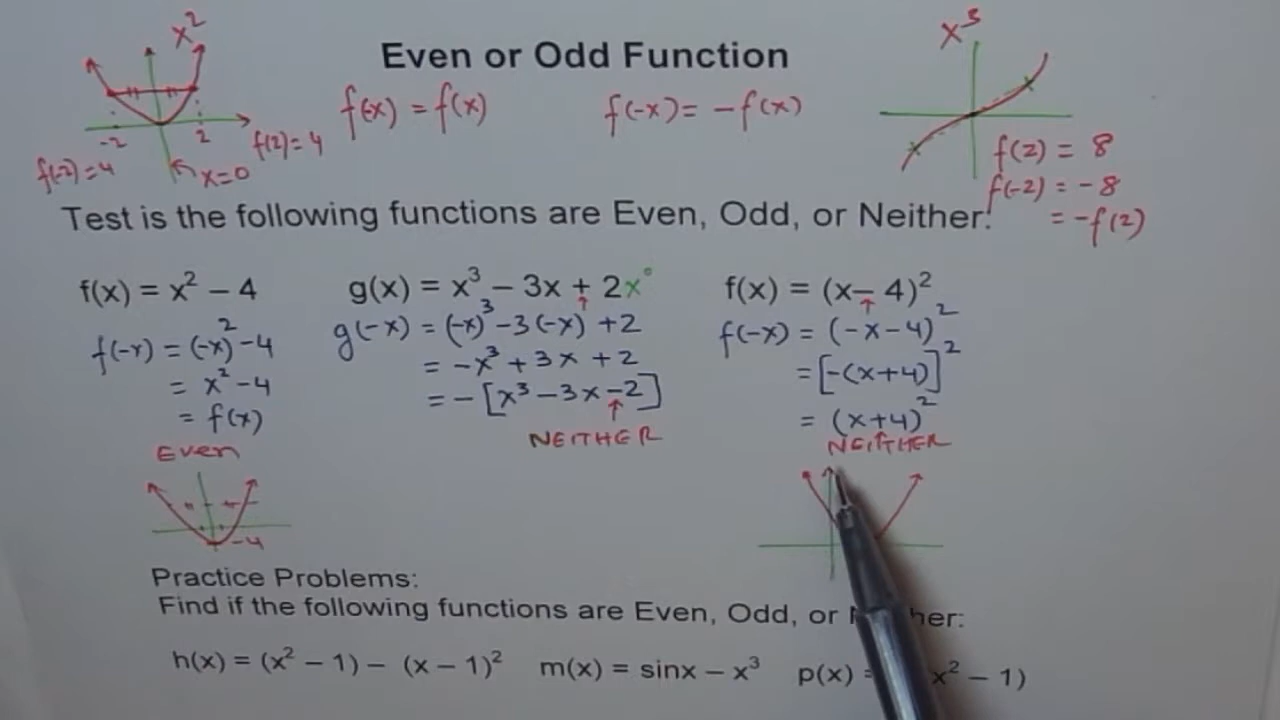 x²
x³
Even or Odd Function
f(-x) = f(x)
f(-x) = -f(x)
-2
2
f(2) = 4
f(-2) = 4
x=0
f(2) = 8
f(-2) = -8
= -f(2)
Test is the following functions are Even, Odd, or Neither:
f(x) = x² – 4
f(-x) = (-x)² - 4
= x² - 4
= f(x)
Even
-4
g(x) = x³ – 3x + 2x°
g(-x) = (-x)³ - 3(-x) + 2
= -x³ + 3x + 2
= - [x³ - 3x - 2]
NEITHER
f(x) = (x– 4)²
f(-x) = (-x-4)²
= [-(x+4)]²
= (x+4)²
NEITHER
Practice Problems:
Find if the following functions are Even, Odd, or her:
h(x) = (x² – 1) – (x – 1)²
m(x) = sinx – x³
p(x) = x² – 1)